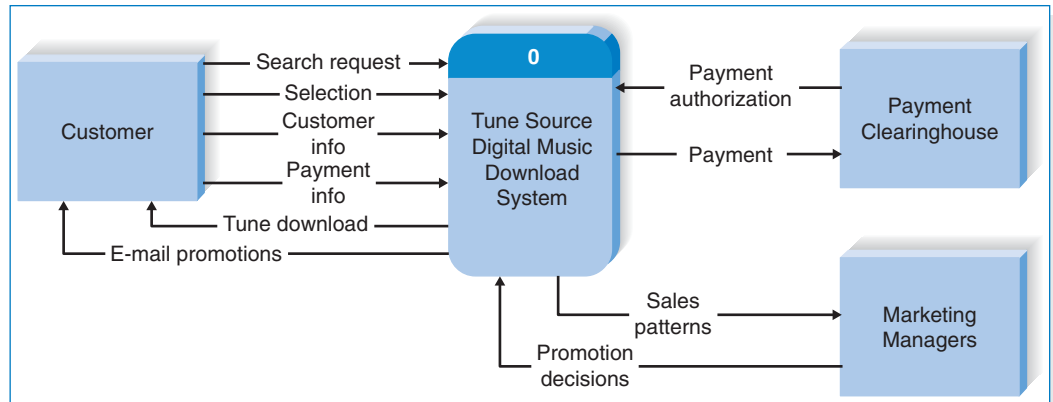 Customer
Search request
Selection
Customer
info
Payment
info
Tune download
E-mail promotions
0
Tune Source
Digital Music
Download
System
Payment
authorization
Payment
Payment
Clearinghouse
Sales
patterns
Promotion
decisions
Marketing
Managers